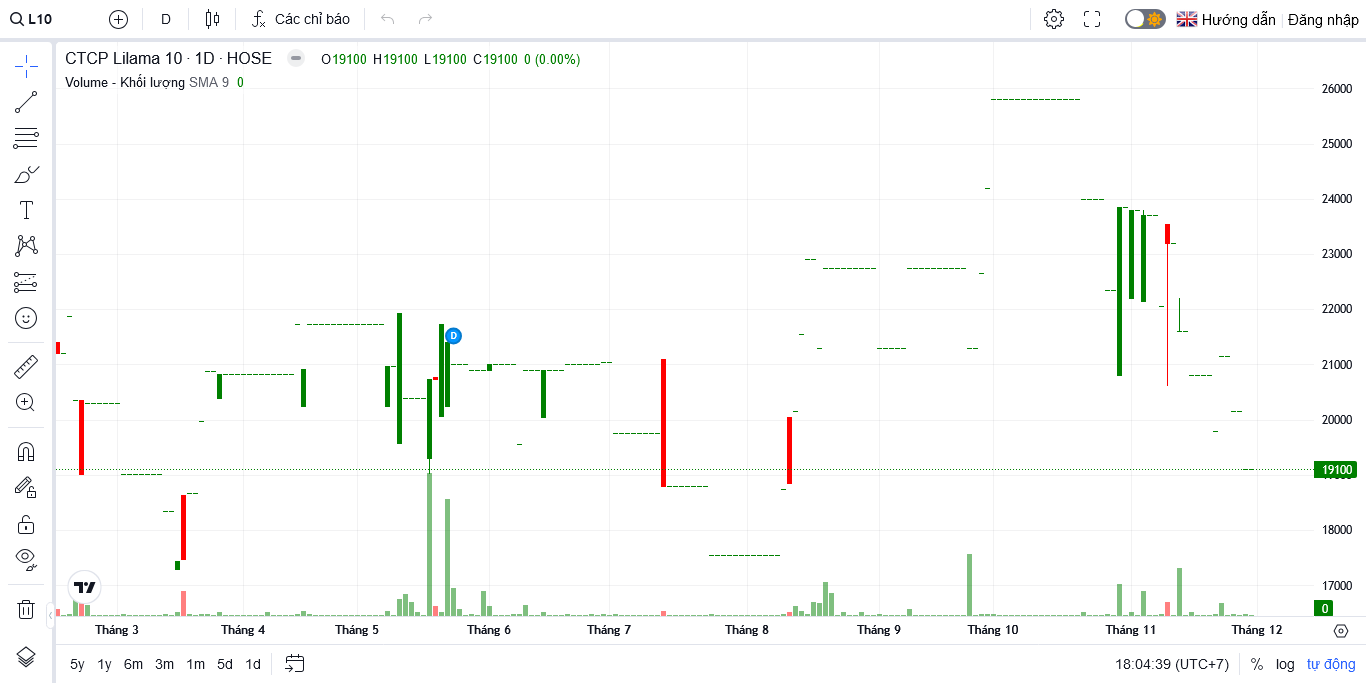 L10 D Các chỉ báo Hướng dẫn Đăng nhập
CTCP Lilama 10 · 1D · HOSE O19100 H19100 L19100 C19100 0 (0.00%)
Volume - Khối lượng SMA 9 0
26000
25000
24000
23000
22000
D
21000
20000
19100
18000
17000
0
Tháng 3 Tháng 4 Tháng 5 Tháng 6 Tháng 7 Tháng 8 Tháng 9 Tháng 10 Tháng 11 Tháng 12
5y 1y 6m 3m 1m 5d 1d 18:04:39 (UTC+7) % log tự động